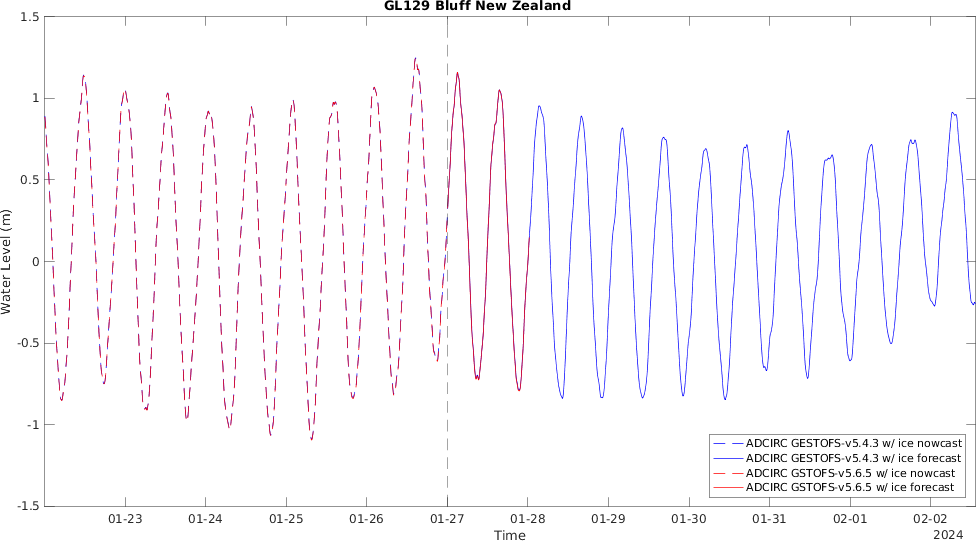 GL129 Bluff New Zealand
1.5
1
0.5
0
-0.5
-1
-1.5
Water Level (m)
ADCIRC GESTOFS-v5.4.3 w/ ice nowcast
ADCIRC GESTOFS-v5.4.3 w/ ice forecast
ADCIRC GSTOFS-v5.6.5 w/ ice nowcast
ADCIRC GSTOFS-v5.6.5 w/ ice forecast
01-23 01-24 01-25 01-26 01-27 01-28 01-29 01-30 01-31 02-01 02-02
Time
2024